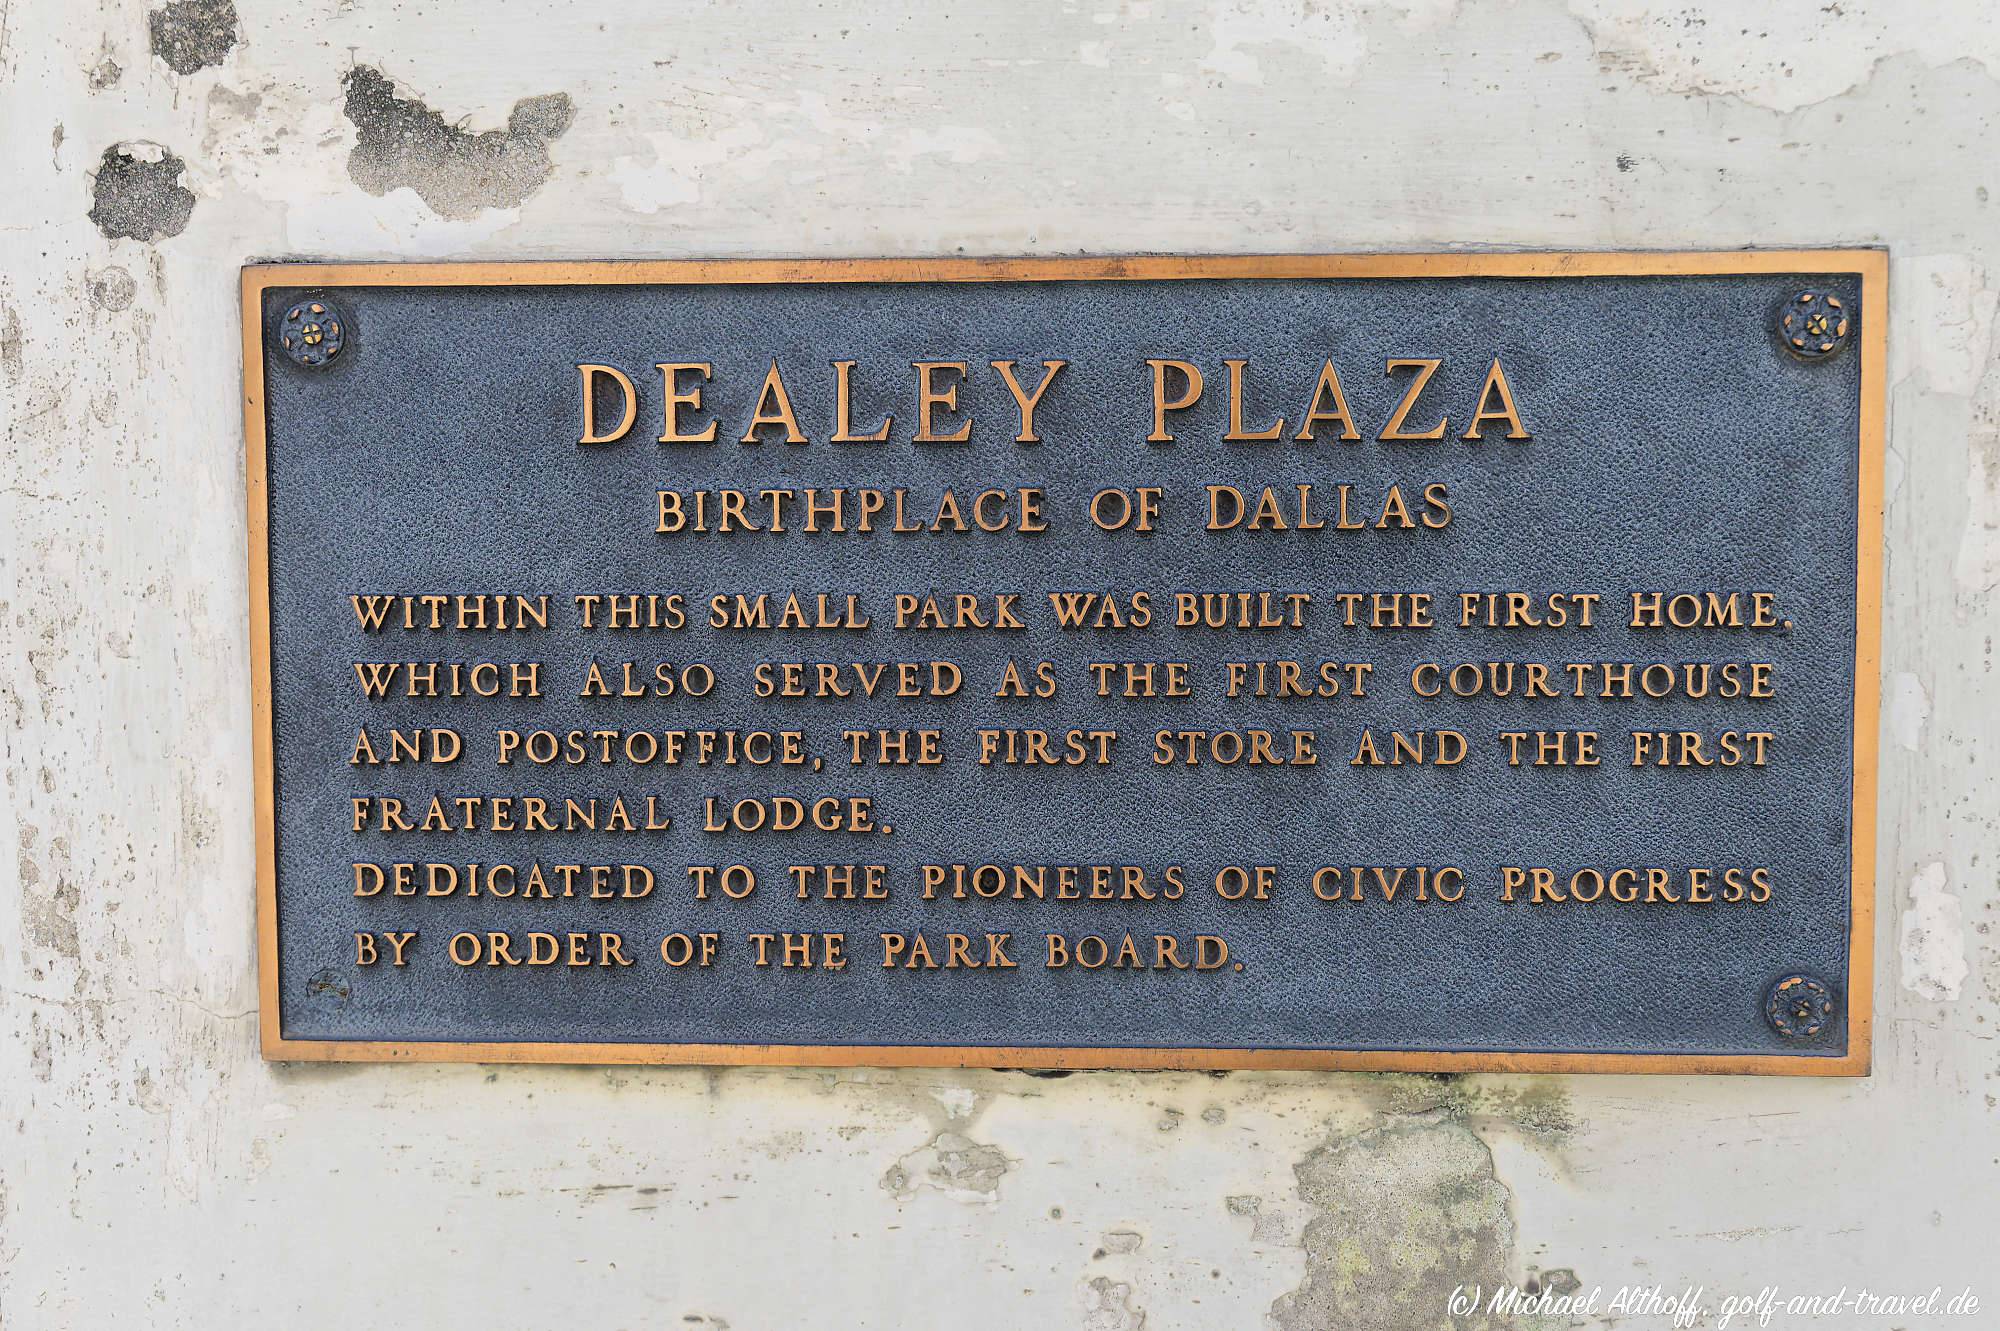 DEALEY PLAZA
BIRTHPLACE OF DALLAS
WITHIN THIS SMALL PARK WAS BUILT THE FIRST HOME,
WHICH ALSO SERVED AS THE FIRST COURTHOUSE
AND POSTOFFICE, THE FIRST STORE AND THE FIRST
FRATERNAL LODGE.
DEDICATED TO THE PIONEERS OF CIVIC PROGRESS
BY ORDER OF THE PARK BOARD.
(c) Michael Althoff, golf-and-travel.de